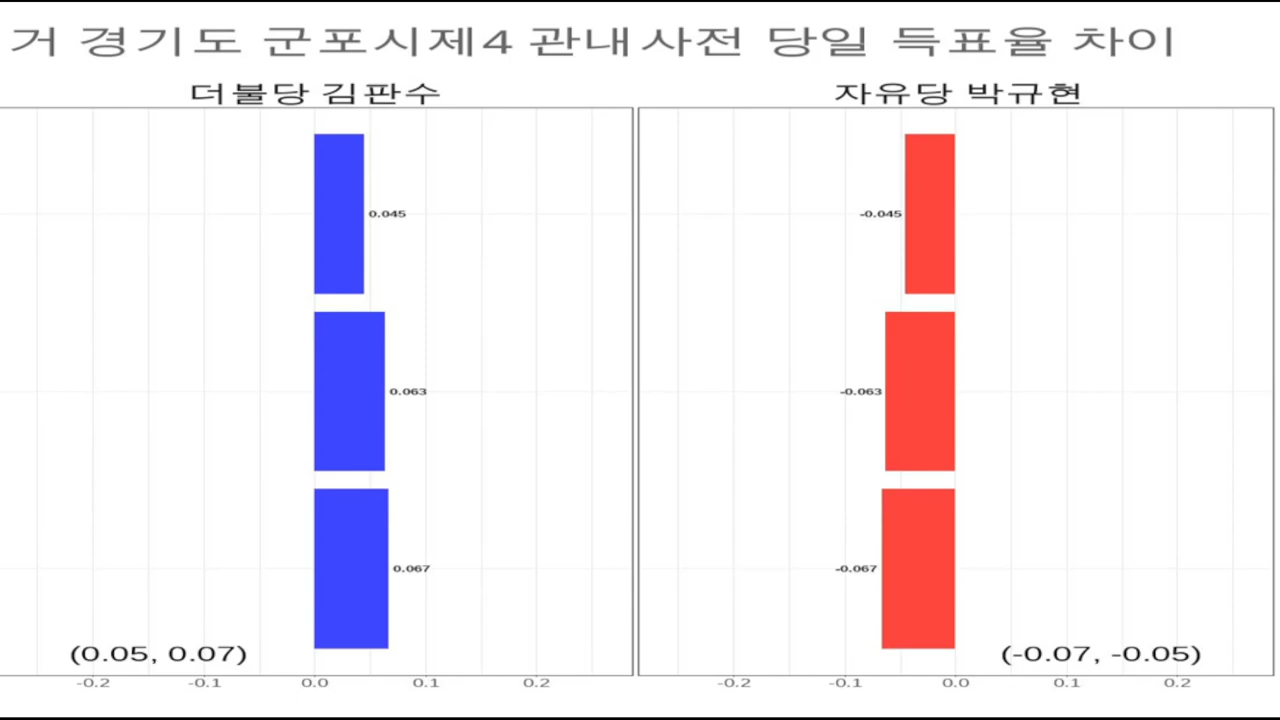 거 경기도 군포시제4 관내사전 당일 득표율 차이
더불당 김판수
자유당 박규현
0.045
-0.045
0.063
-0.063
0.067
-0.067
(0.05, 0.07)
(-0.07, -0.05)
-0.2 -0.1 0.0 0.1 0.2
-0.2 -0.1 0.0 0.1 0.2